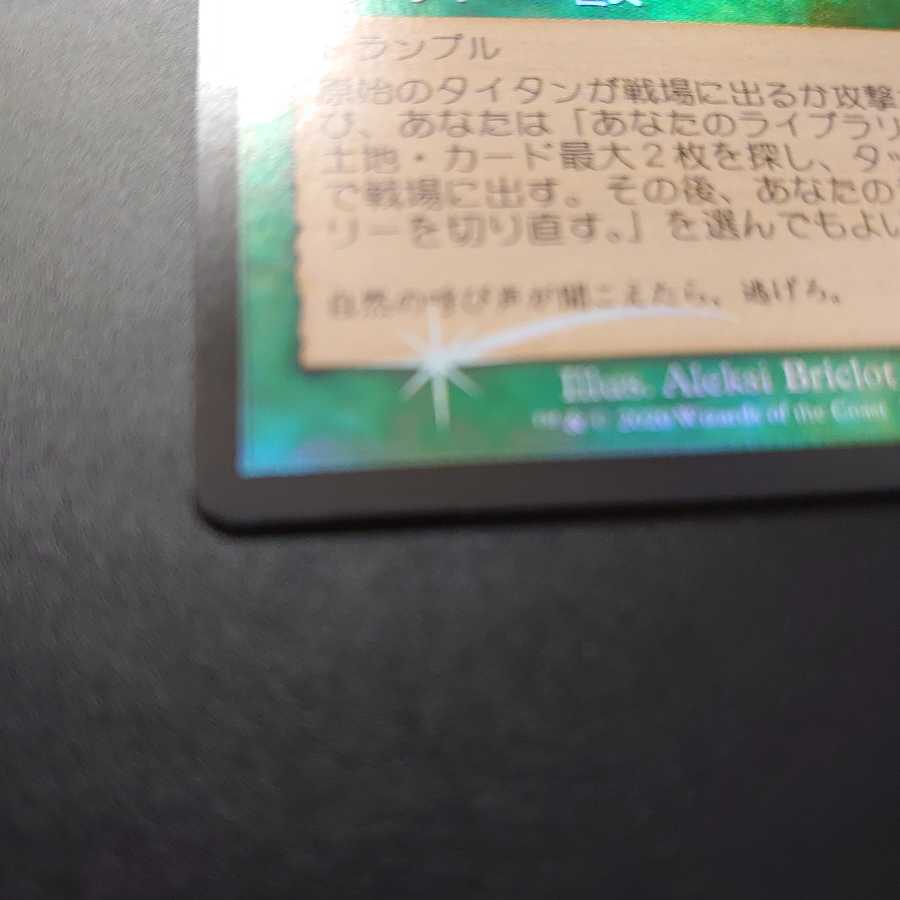 トランプル
原始のタイタンが戦場に出るか攻撃
び、あなたは「あなたのライブラリ
土地・カード最大2枚を探し、タッ
で戦場に出す。その後、あなたのラ
リーを切り直す。」を選んでもよい
自然の呼び声が聞こえたら、逃げろ。
Illus. Aleksi Briclot
™ & © 2020 Wizards of the Coast